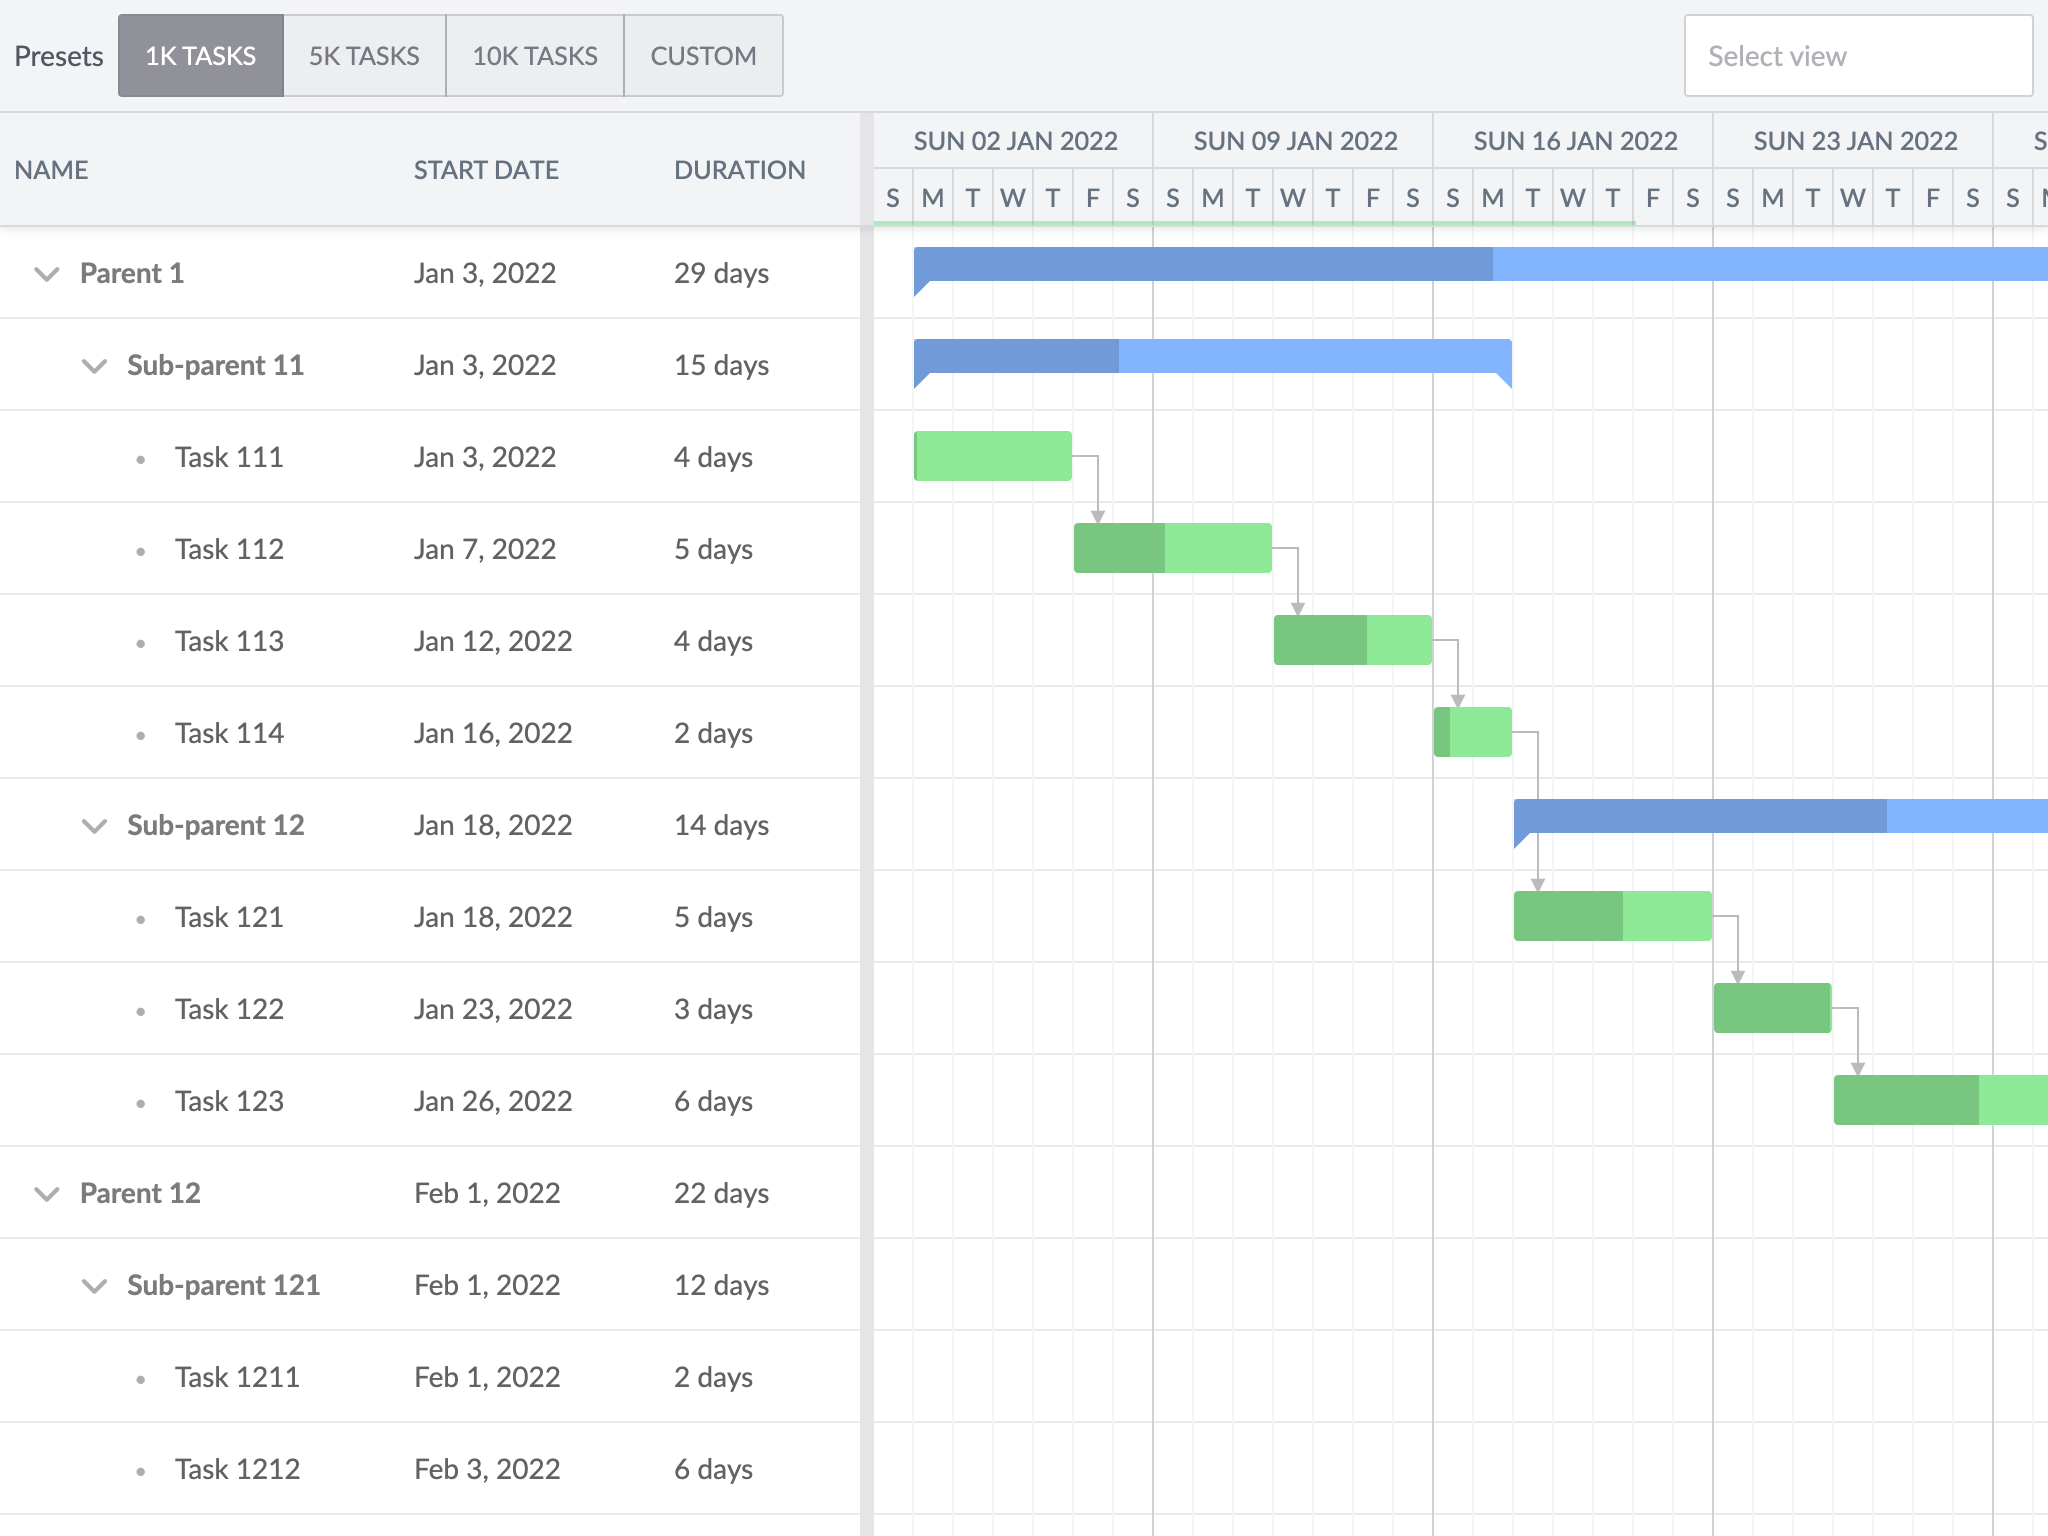 Presets 1K TASKS 5K TASKS 10K TASKS CUSTOM Select view
NAME START DATE DURATION
SUN 02 JAN 2022 SUN 09 JAN 2022 SUN 16 JAN 2022 SUN 23 JAN 2022 S
S M T W T F S S M T W T F S S M T W T F S S M T W T F S S
Parent 1 Jan 3, 2022 29 days
Sub-parent 11 Jan 3, 2022 15 days
Task 111 Jan 3, 2022 4 days
Task 112 Jan 7, 2022 5 days
Task 113 Jan 12, 2022 4 days
Task 114 Jan 16, 2022 2 days
Sub-parent 12 Jan 18, 2022 14 days
Task 121 Jan 18, 2022 5 days
Task 122 Jan 23, 2022 3 days
Task 123 Jan 26, 2022 6 days
Parent 12 Feb 1, 2022 22 days
Sub-parent 121 Feb 1, 2022 12 days
Task 1211 Feb 1, 2022 2 days
Task 1212 Feb 3, 2022 6 days